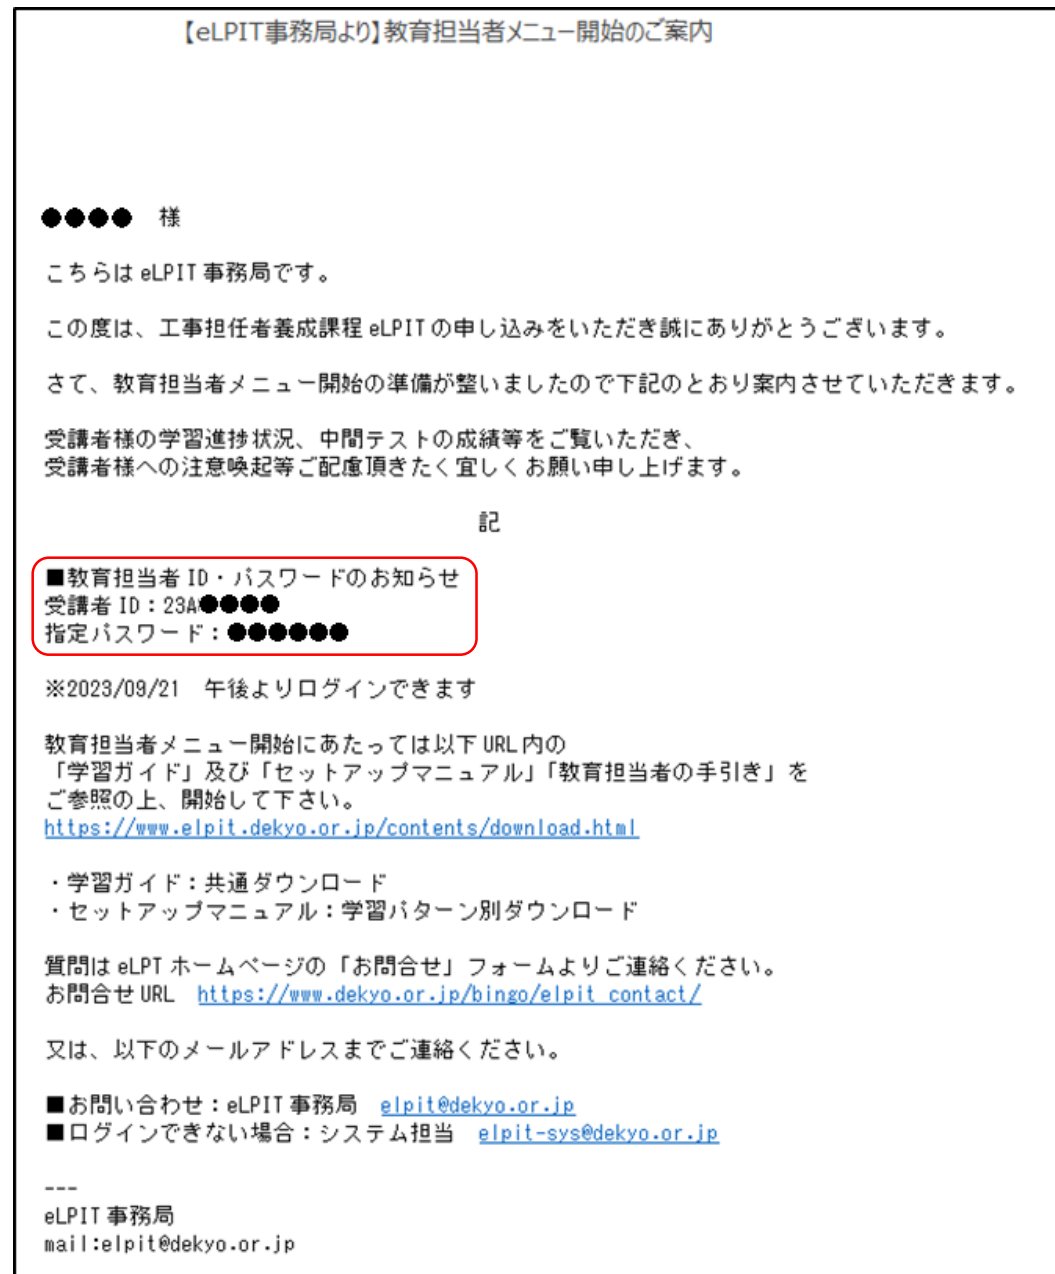 【eLPIT事務局より】教育担当者メニュー開始のご案内
●●●● 様
こちらは eLPIT 事務局です。
この度は、工事担任者養成課程 eLPIT の申し込みをいただき誠にありがとうございます。
さて、教育担当者メニュー開始の準備が整いましたので下記のとおり案内させていただきます。
受講者様の学習進捗状況、中間テストの成績等をご覧いただき、
受講者様への注意喚起等ご配慮頂きたく宜しくお願い申し上げます。
記
■教育担当者 ID・パスワードのお知らせ
受講者 ID：23A●●●●
指定パスワード：●●●●●●
※2023/09/21 午後よりログインできます
教育担当者メニュー開始にあたっては以下 URL 内の
「学習ガイド」及び「セットアップマニュアル」「教育担当者の手引き」を
ご参照の上、開始して下さい。
https://www.elpit.dekyo.or.jp/contents/download.html
・学習ガイド：共通ダウンロード
・セットアップマニュアル：学習パターン別ダウンロード
質問は eLPT ホームページの「お問合せ」フォームよりご連絡ください。
お問合せ URL https://www.dekyo.or.jp/bingo/elpit_contact/
又は、以下のメールアドレスまでご連絡ください。
■お問い合わせ：eLPIT 事務局 elpit@dekyo.or.jp
■ログインできない場合：システム担当 elpit-sys@dekyo.or.jp
---
eLPIT 事務局
mail:elpit@dekyo.or.jp